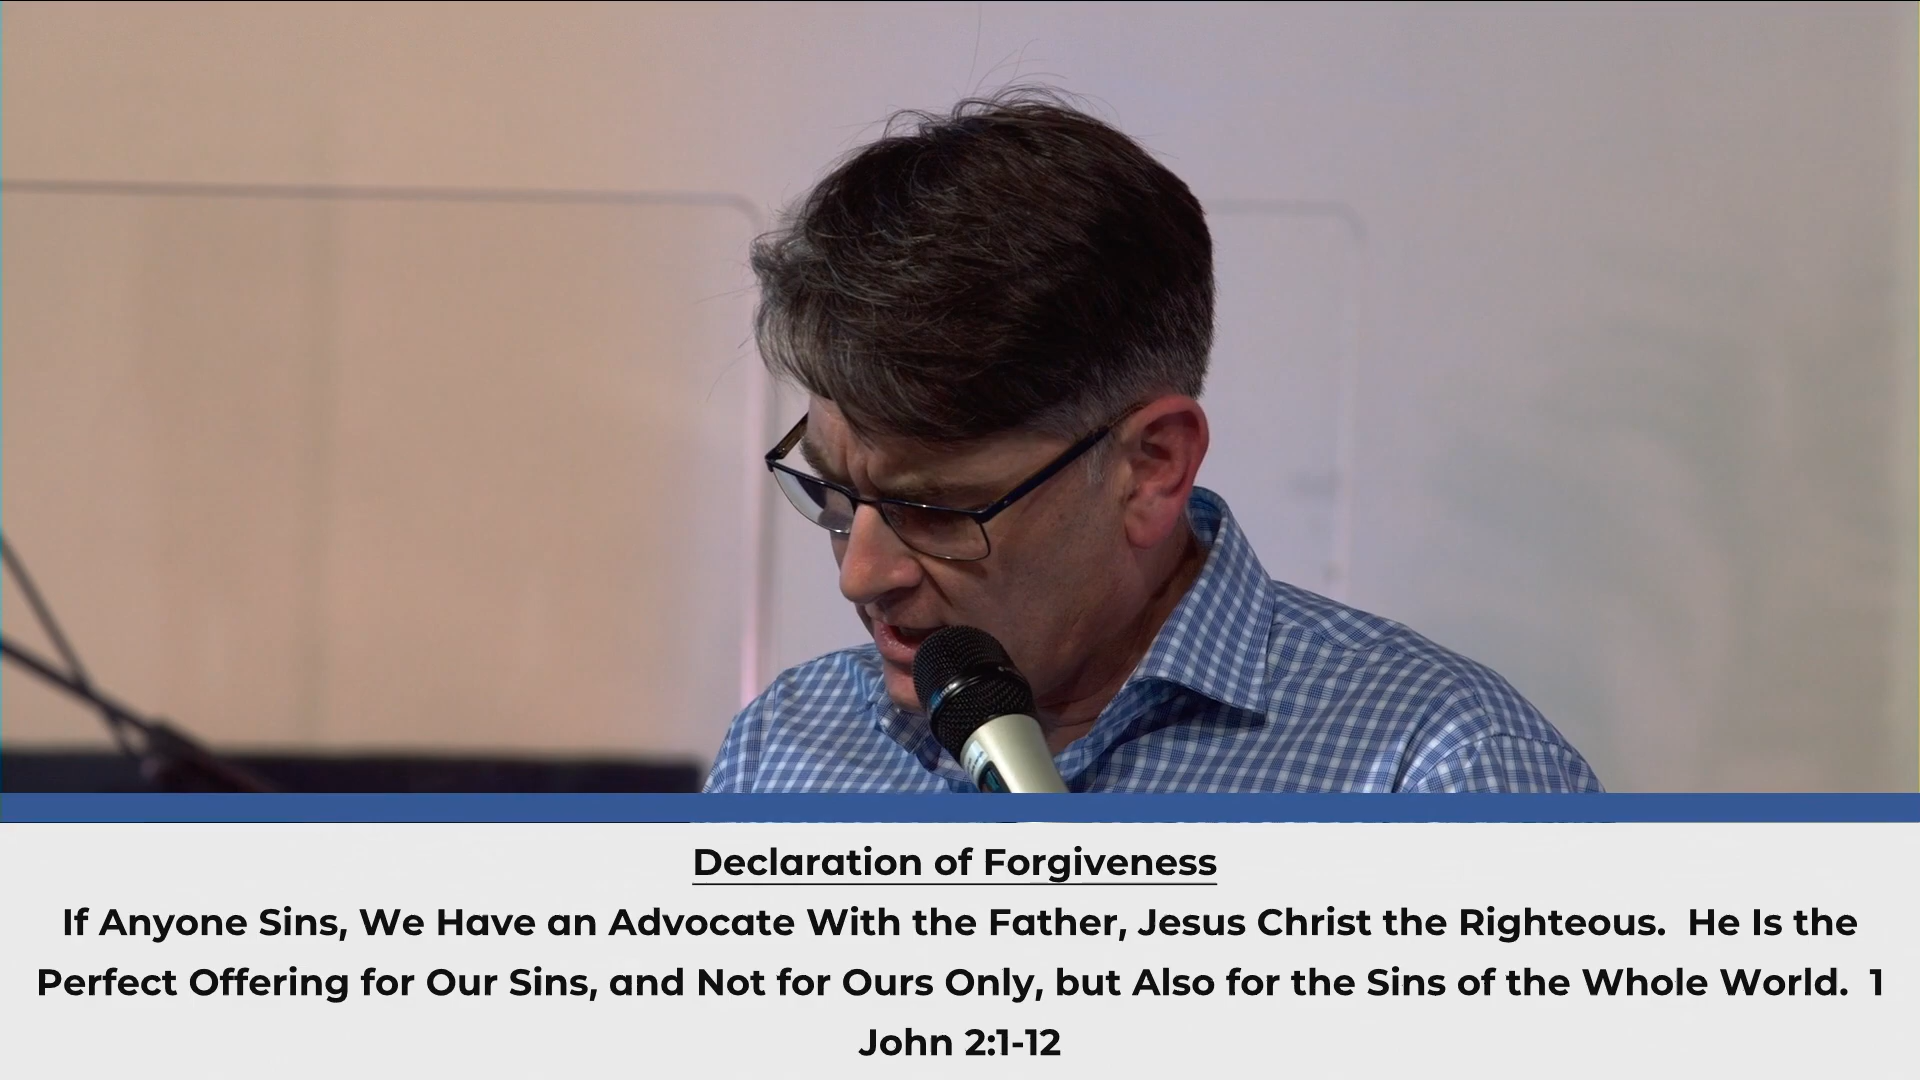 Declaration of Forgiveness
If Anyone Sins, We Have an Advocate With the Father, Jesus Christ the Righteous.  He Is the
Perfect Offering for Our Sins, and Not for Ours Only, but Also for the Sins of the Whole World.  1
John 2:1-12